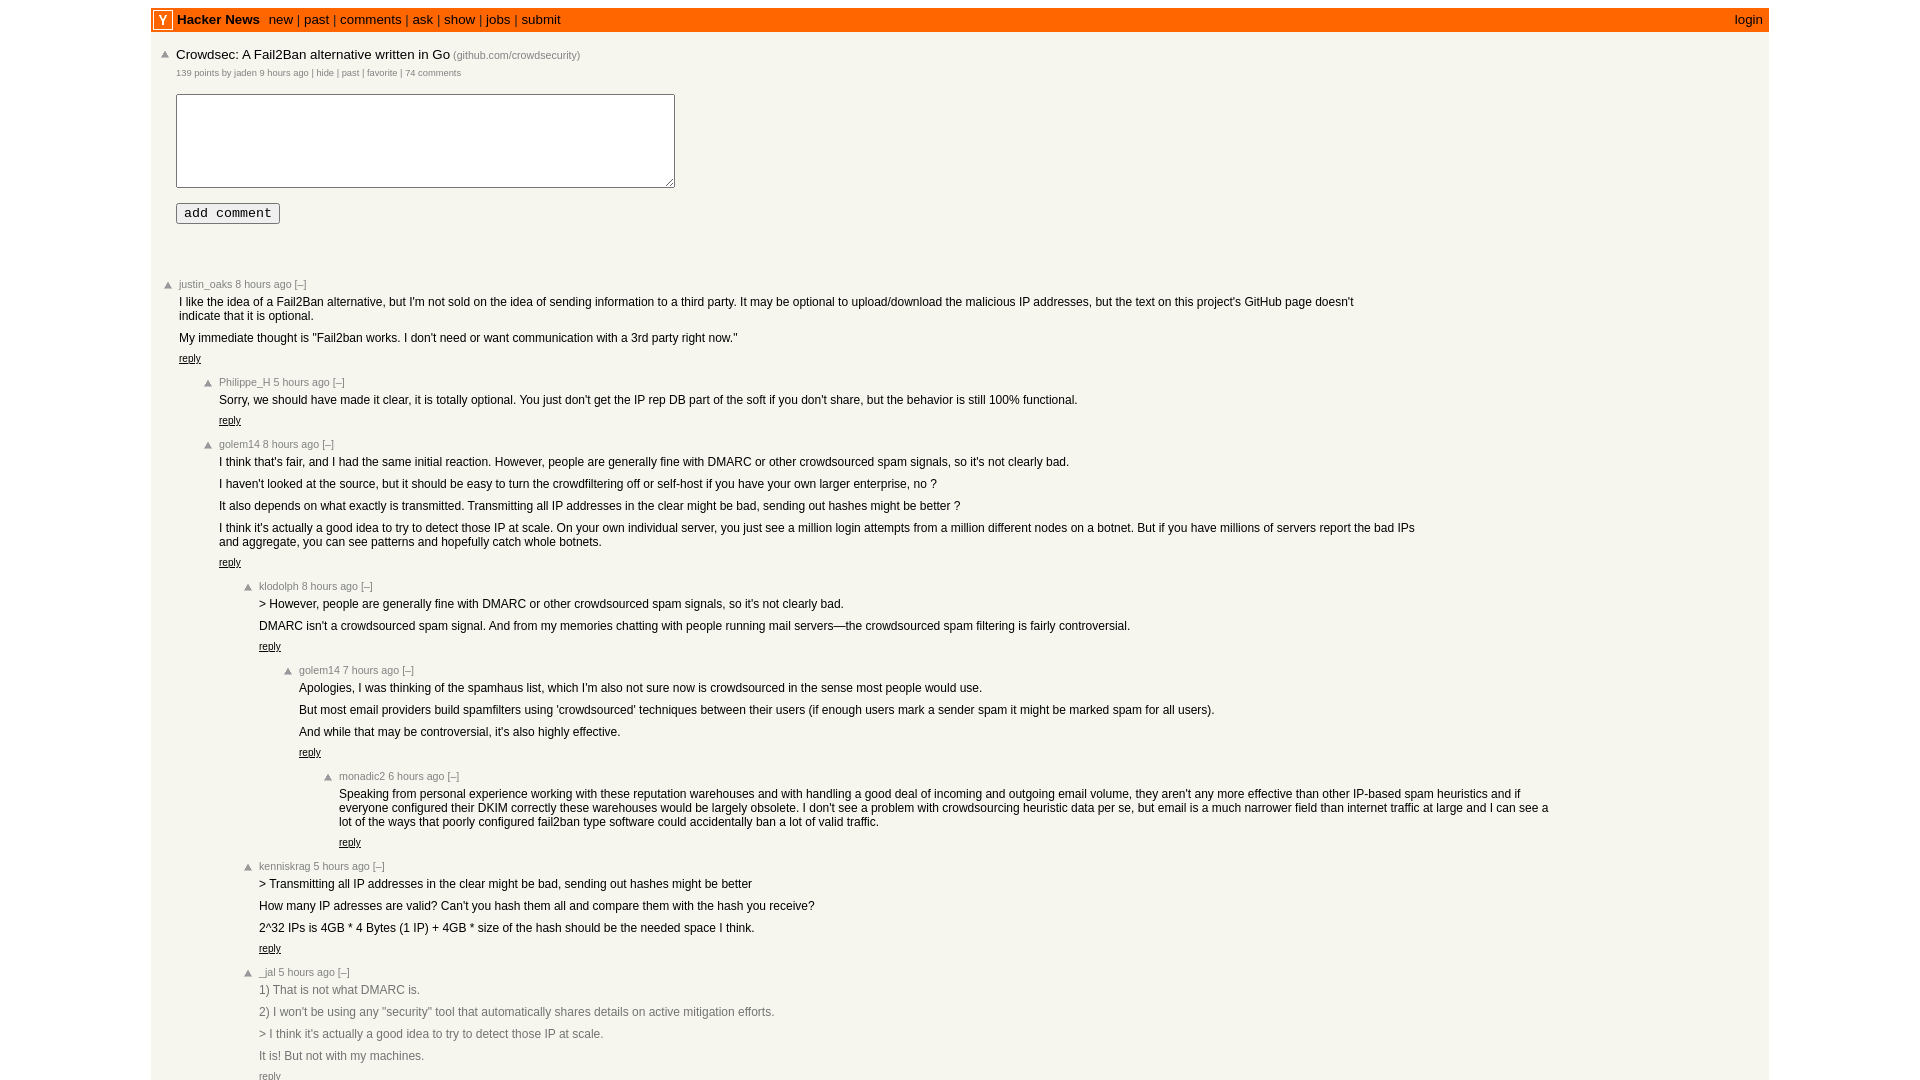 Y Hacker News new | past | comments | ask | show | jobs | submit login
Crowdsec: A Fail2Ban alternative written in Go (github.com/crowdsecurity)
139 points by jaden 9 hours ago | hide | past | favorite | 74 comments
add comment
justin_oaks 8 hours ago [–]
I like the idea of a Fail2Ban alternative, but I'm not sold on the idea of sending information to a third party. It may be optional to upload/download the malicious IP addresses, but the text on this project's GitHub page doesn't
indicate that it is optional.
My immediate thought is "Fail2ban works. I don't need or want communication with a 3rd party right now."
reply
Philippe_H 5 hours ago [–]
Sorry, we should have made it clear, it is totally optional. You just don't get the IP rep DB part of the soft if you don't share, but the behavior is still 100% functional.
reply
golem14 8 hours ago [–]
I think that's fair, and I had the same initial reaction. However, people are generally fine with DMARC or other crowdsourced spam signals, so it's not clearly bad.
I haven't looked at the source, but it should be easy to turn the crowdfiltering off or self-host if you have your own larger enterprise, no ?
It also depends on what exactly is transmitted. Transmitting all IP addresses in the clear might be bad, sending out hashes might be better ?
I think it's actually a good idea to try to detect those IP at scale. On your own individual server, you just see a million login attempts from a million different nodes on a botnet. But if you have millions of servers report the bad IPs
and aggregate, you can see patterns and hopefully catch whole botnets.
reply
klodolph 8 hours ago [–]
> However, people are generally fine with DMARC or other crowdsourced spam signals, so it's not clearly bad.
DMARC isn't a crowdsourced spam signal. And from my memories chatting with people running mail servers—the crowdsourced spam filtering is fairly controversial.
reply
golem14 7 hours ago [–]
Apologies, I was thinking of the spamhaus list, which I'm also not sure now is crowdsourced in the sense most people would use.
But most email providers build spamfilters using 'crowdsourced' techniques between their users (if enough users mark a sender spam it might be marked spam for all users).
And while that may be controversial, it's also highly effective.
reply
monadic2 6 hours ago [–]
Speaking from personal experience working with these reputation warehouses and with handling a good deal of incoming and outgoing email volume, they aren't any more effective than other IP-based spam heuristics and if
everyone configured their DKIM correctly these warehouses would be largely obsolete. I don't see a problem with crowdsourcing heuristic data per se, but email is a much narrower field than internet traffic at large and I can see a
lot of the ways that poorly configured fail2ban type software could accidentally ban a lot of valid traffic.
reply
kenniskrag 5 hours ago [–]
> Transmitting all IP addresses in the clear might be bad, sending out hashes might be better
How many IP adresses are valid? Can't you hash them all and compare them with the hash you receive?
2^32 IPs is 4GB * 4 Bytes (1 IP) + 4GB * size of the hash should be the needed space I think.
reply
_jal 5 hours ago [–]
1) That is not what DMARC is.
2) I won't be using any "security" tool that automatically shares details on active mitigation efforts.
> I think it's actually a good idea to try to detect those IP at scale.
It is! But not with my machines.
reply